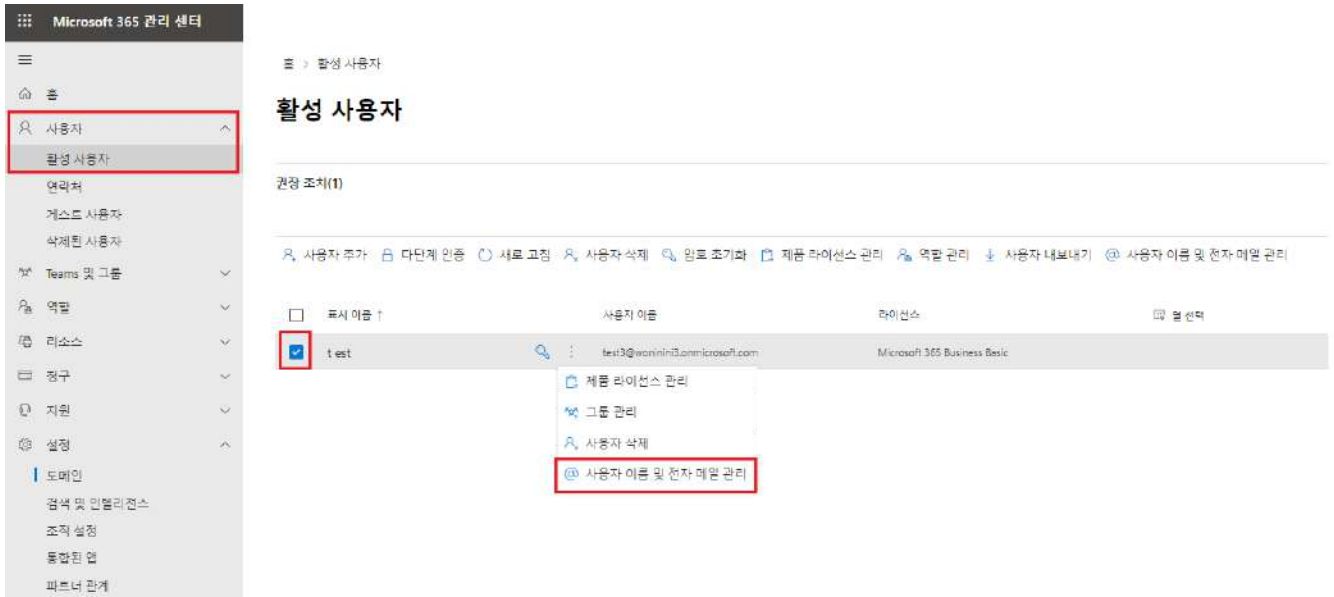 Microsoft 365 관리 센터
홈 > 활성 사용자
홈
활성 사용자
사용자
활성 사용자
연락처
권장 조치(1)
게스트 사용자
삭제된 사용자
사용자 추가 다단계 인증 새로 고침 사용자 삭제 암호 초기화 제품 라이선스 관리 역할 관리 사용자 내보내기 사용자 이름 및 전자 메일 관리
Teams 및 그룹
역할
표시 이름 ↑ 사용자 이름 라이선스 열 선택
리소스
t est test3@woninini3.onmicrosoft.com Microsoft 365 Business Basic
청구
제품 라이선스 관리
지원
그룹 관리
설정
사용자 삭제
도메인
사용자 이름 및 전자 메일 관리
검색 및 인텔리전스
조직 설정
통합된 앱
파트너 관계